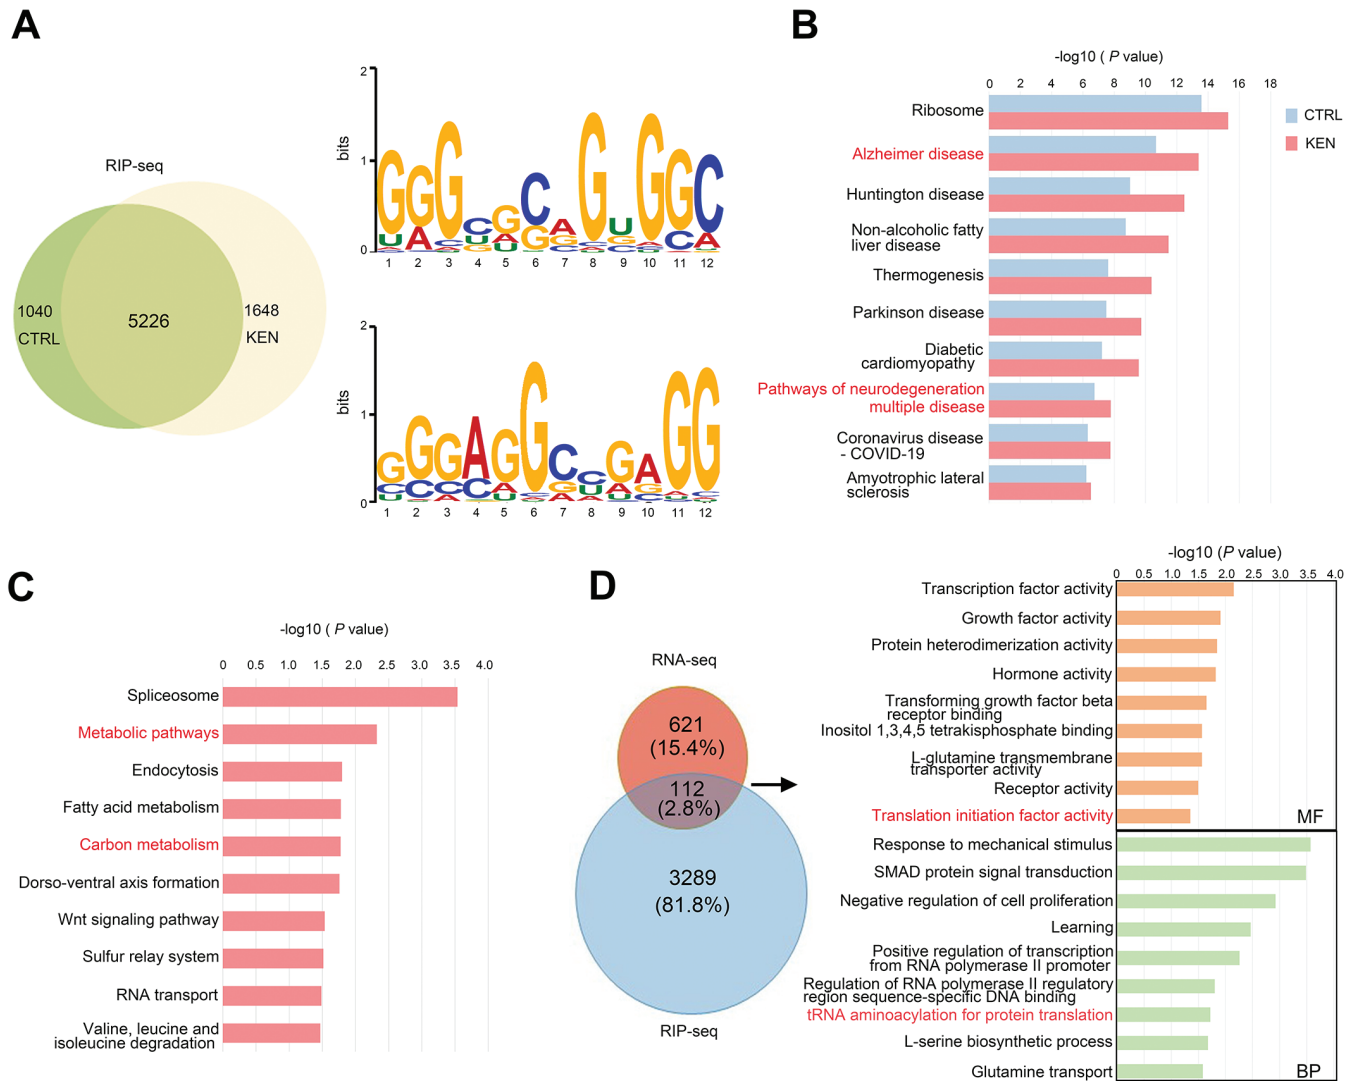 A
RIP-seq
1040
CTRL
5226
1648
KEN
bits
2
1
0
GGGCGCAGUGGC
UACUAGGCGACA
1 2 3 4 5 6 7 8 9 10 11 12
bits
2
1
0
GGGAGGCCGAGG
1 2 3 4 5 6 7 8 9 10 11 12
B
-log10 ( P value)
0 2 4 6 8 10 12 14 16 18
CTRL
KEN
Ribosome
Alzheimer disease
Huntington disease
Non-alcoholic fatty
liver disease
Thermogenesis
Parkinson disease
Diabetic
cardiomyopathy
Pathways of neurodegeneration
multiple disease
Coronavirus disease
- COVID-19
Amyotrophic lateral
sclerosis
C
-log10 ( P value)
0 0.5 1.0 1.5 2.0 2.5 3.0 3.5 4.0
Spliceosome
Metabolic pathways
Endocytosis
Fatty acid metabolism
Carbon metabolism
Dorso-ventral axis formation
Wnt signaling pathway
Sulfur relay system
RNA transport
Valine, leucine and
isoleucine degradation
D
RNA-seq
621
(15.4%)
112
(2.8%)
3289
(81.8%)
RIP-seq
-log10 (P value)
0 0.5 1.0 1.5 2.0 2.5 3.0 3.5 4.0
Transcription factor activity
Growth factor activity
Protein heterodimerization activity
Hormone activity
Transforming growth factor beta
receptor binding
Inositol 1,3,4,5 tetrakisphosphate binding
L-glutamine transmembrane
transporter activity
Receptor activity
Translation initiation factor activity
MF
Response to mechanical stimulus
SMAD protein signal transduction
Negative regulation of cell proliferation
Learning
Positive regulation of transcription
from RNA polymerase II promoter
Regulation of RNA polymerase II regulatory
region sequence-specific DNA binding
tRNA aminoacylation for protein translation
L-serine biosynthetic process
Glutamine transport
BP